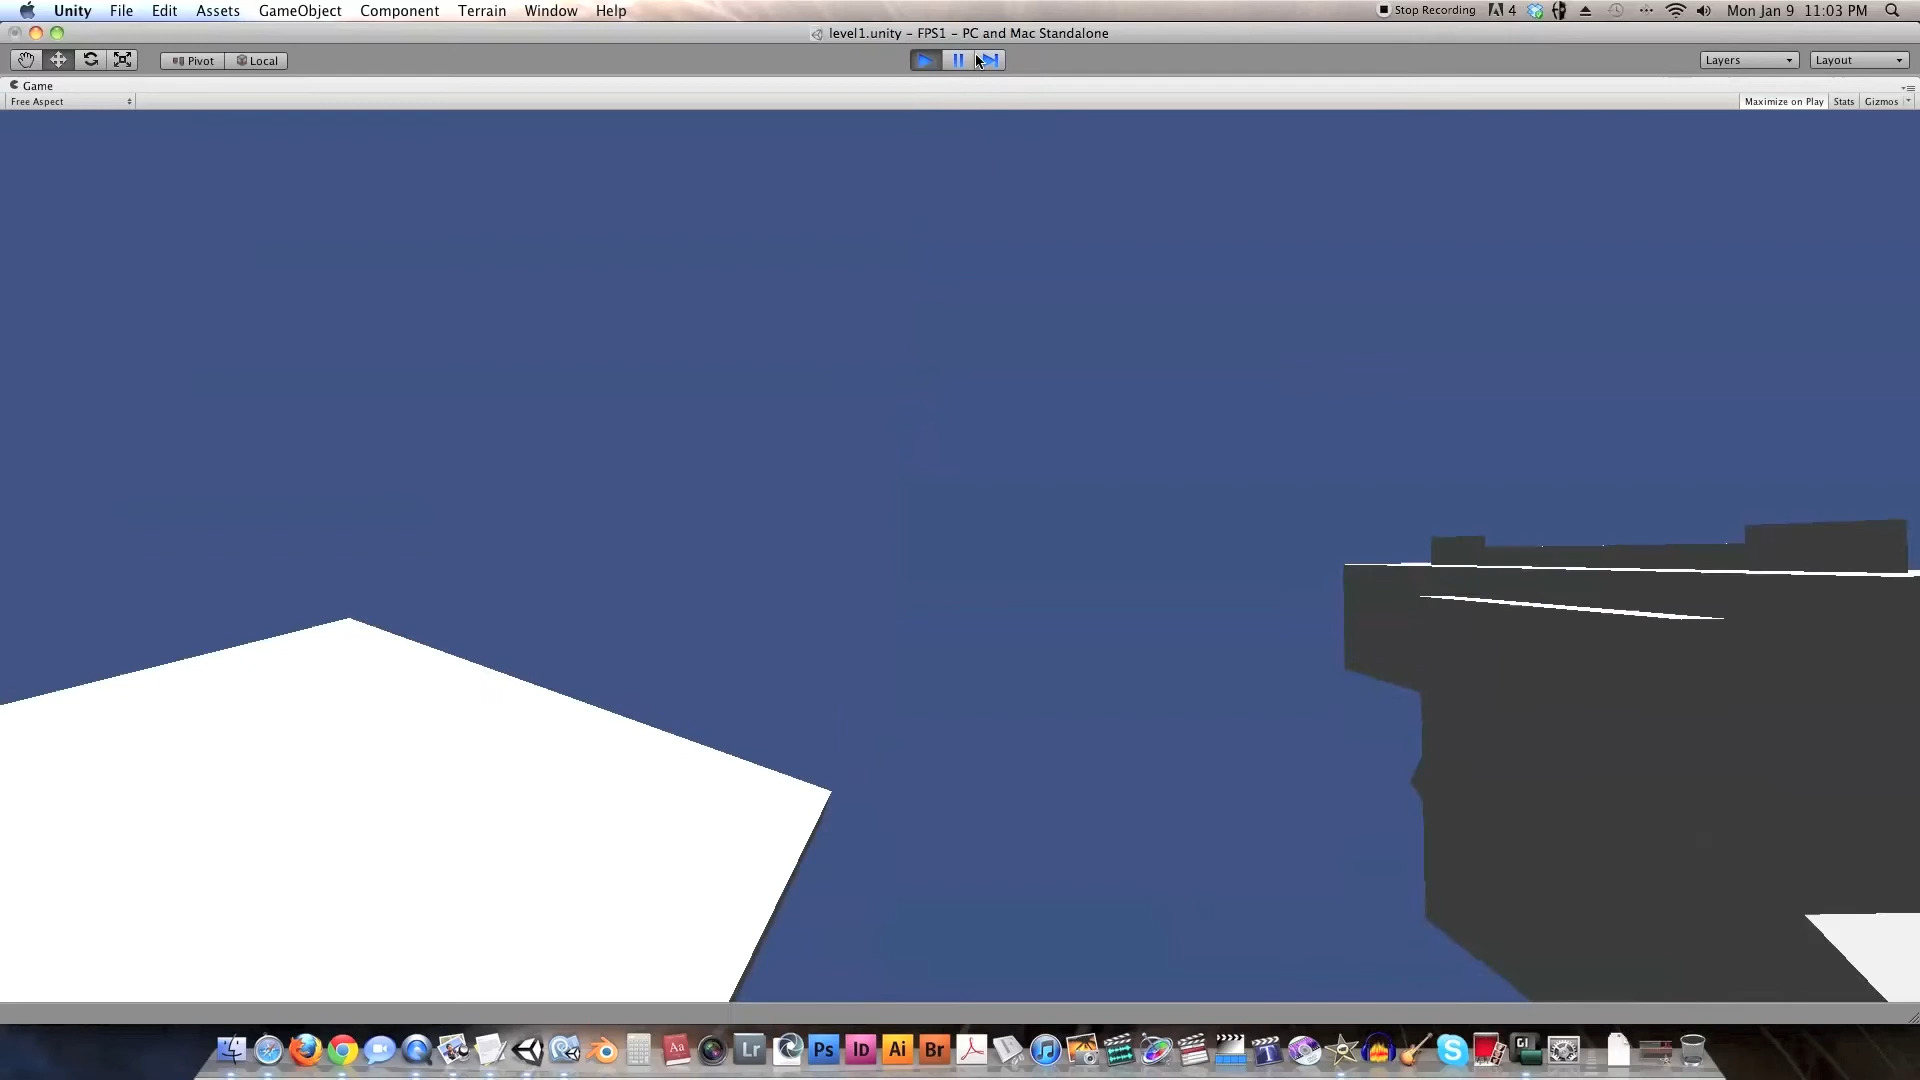 Unity File Edit Assets GameObject Component Terrain Window Help Stop Recording 4 Mon Jan 9 11:03 PM
level1.unity – FPS1 – PC and Mac Standalone
Pivot Local Layers Layout
Game
Free Aspect Maximize on Play Stats Gizmos
Aa Lr Ps Id Ai Br T GI